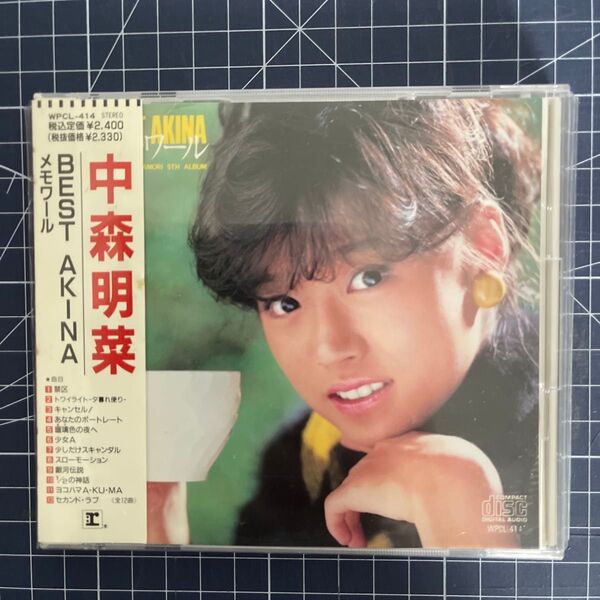 WPCL-414 STEREO
税込定価¥2,400
(税抜価格¥2,330)
中森明菜
BEST AKINA
メモワール
★曲目
1 禁区
2 トワイライト-夕暮れ便り-
3 キャンセル!
4 あなたのポートレート
5 瑠璃色の夜へ
6 少女A
7 少しだけスキャンダル
8 スローモーション
9 銀河伝説
10 1/2の神話
11 ヨコハマA・KU・MA
12 セカンド・ラブ (全12曲)
AKINA
ワール
AMORI 5TH ALBUM
COMPACT
disc
DIGITAL AUDIO
WPCL-41